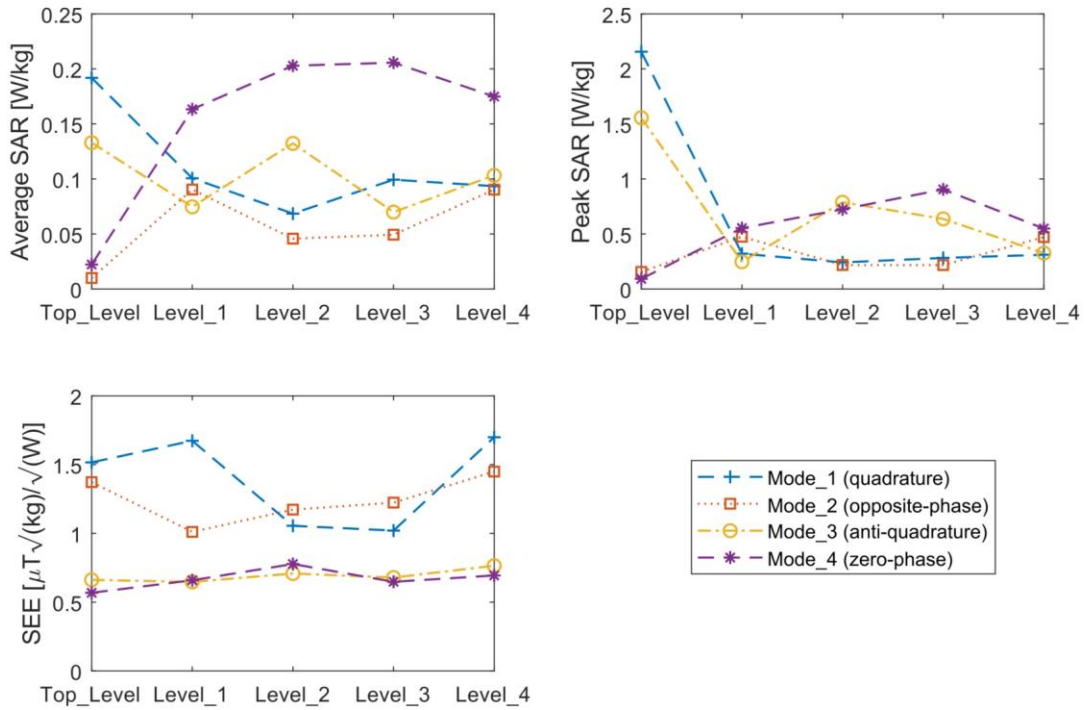 Average SAR [W/kg]
0.25
0.2
0.15
0.1
0.05
0
Top_Level Level_1 Level_2 Level_3 Level_4
Peak SAR [W/kg]
2.5
2
1.5
1
0.5
0
Top_Level Level_1 Level_2 Level_3 Level_4
SEE [μT√(kg)/√(W)]
2
1.5
1
0.5
0
Top_Level Level_1 Level_2 Level_3 Level_4
Mode_1 (quadrature)
Mode_2 (opposite-phase)
Mode_3 (anti-quadrature)
Mode_4 (zero-phase)